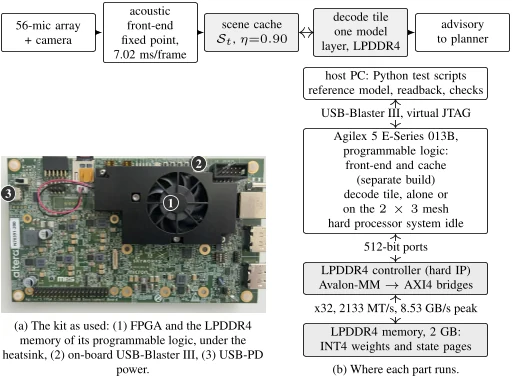 56-mic array
+ camera
acoustic
front-end
fixed point,
7.02 ms/frame
scene cache
𝒮ₜ, η=0.90
decode tile
one model
layer, LPDDR4
advisory
to planner
host PC: Python test scripts
reference model, readback, checks
USB-Blaster III, virtual JTAG
Agilex 5 E-Series 013B,
programmable logic:
front-end and cache
(separate build)
decode tile, alone or
on the 2 × 3 mesh
hard processor system idle
512-bit ports
LPDDR4 controller (hard IP)
Avalon-MM → AXI4 bridges
x32, 2133 MT/s, 8.53 GB/s peak
LPDDR4 memory, 2 GB:
INT4 weights and state pages
(b) Where each part runs.
1
2
3
altera
(a) The kit as used: (1) FPGA and the LPDDR4
memory of its programmable logic, under the
heatsink, (2) on-board USB-Blaster III, (3) USB-PD
power.